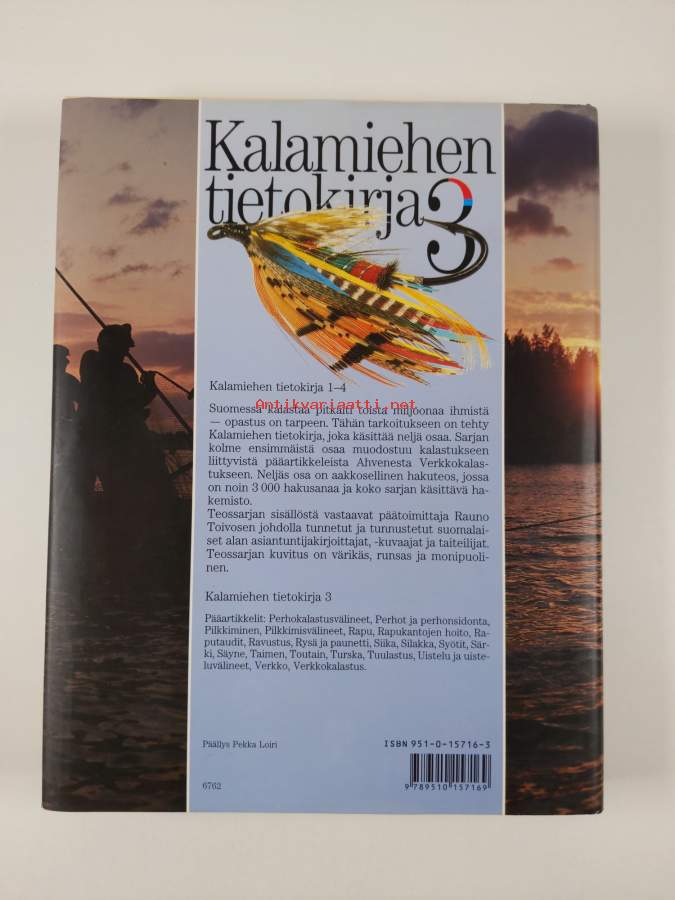 Kalamiehen
tietokirja 3
Kalamiehen tietokirja 1–4
Antikvariaatti.net
Suomessa kalastaa pitkälti toista miljoonaa ihmistä
— opastus on tarpeen. Tähän tarkoitukseen on tehty
Kalamiehen tietokirja, joka käsittää neljä osaa. Sarjan
kolme ensimmäistä osaa muodostuu kalastukseen
liittyvistä pääartikkeleista Ahvenesta Verkkokalas-
tukseen. Neljäs osa on aakkosellinen hakuteos, jossa
on noin 3 000 hakusanaa ja koko sarjan käsittävä ha-
kemisto.
Teossarjan sisällöstä vastaavat päätoimittaja Rauno
Toivosen johdolla tunnetut ja tunnustetut suomalai-
set alan asiantuntijakirjoittajat, -kuvaajat ja taiteilijat.
Teossarjan kuvitus on värikäs, runsas ja monipuoli-
nen.
Kalamiehen tietokirja 3
Pääartikkelit: Perhokalastusvälineet, Perhot ja perhonsidonta,
Pilkkiminen, Pilkkimisvälineet, Rapu, Rapukantojen hoito, Ra-
putaudit, Ravustus, Rysä ja paunetti, Siika, Silakka, Syötit, Sär-
ki, Säyne, Taimen, Toutain, Turska, Tuulastus, Uistelu ja uiste-
luvälineet, Verkko, Verkkokalastus.
Päällys Pekka Loiri
ISBN 951-0-15716-3
6762
9 789510 157169